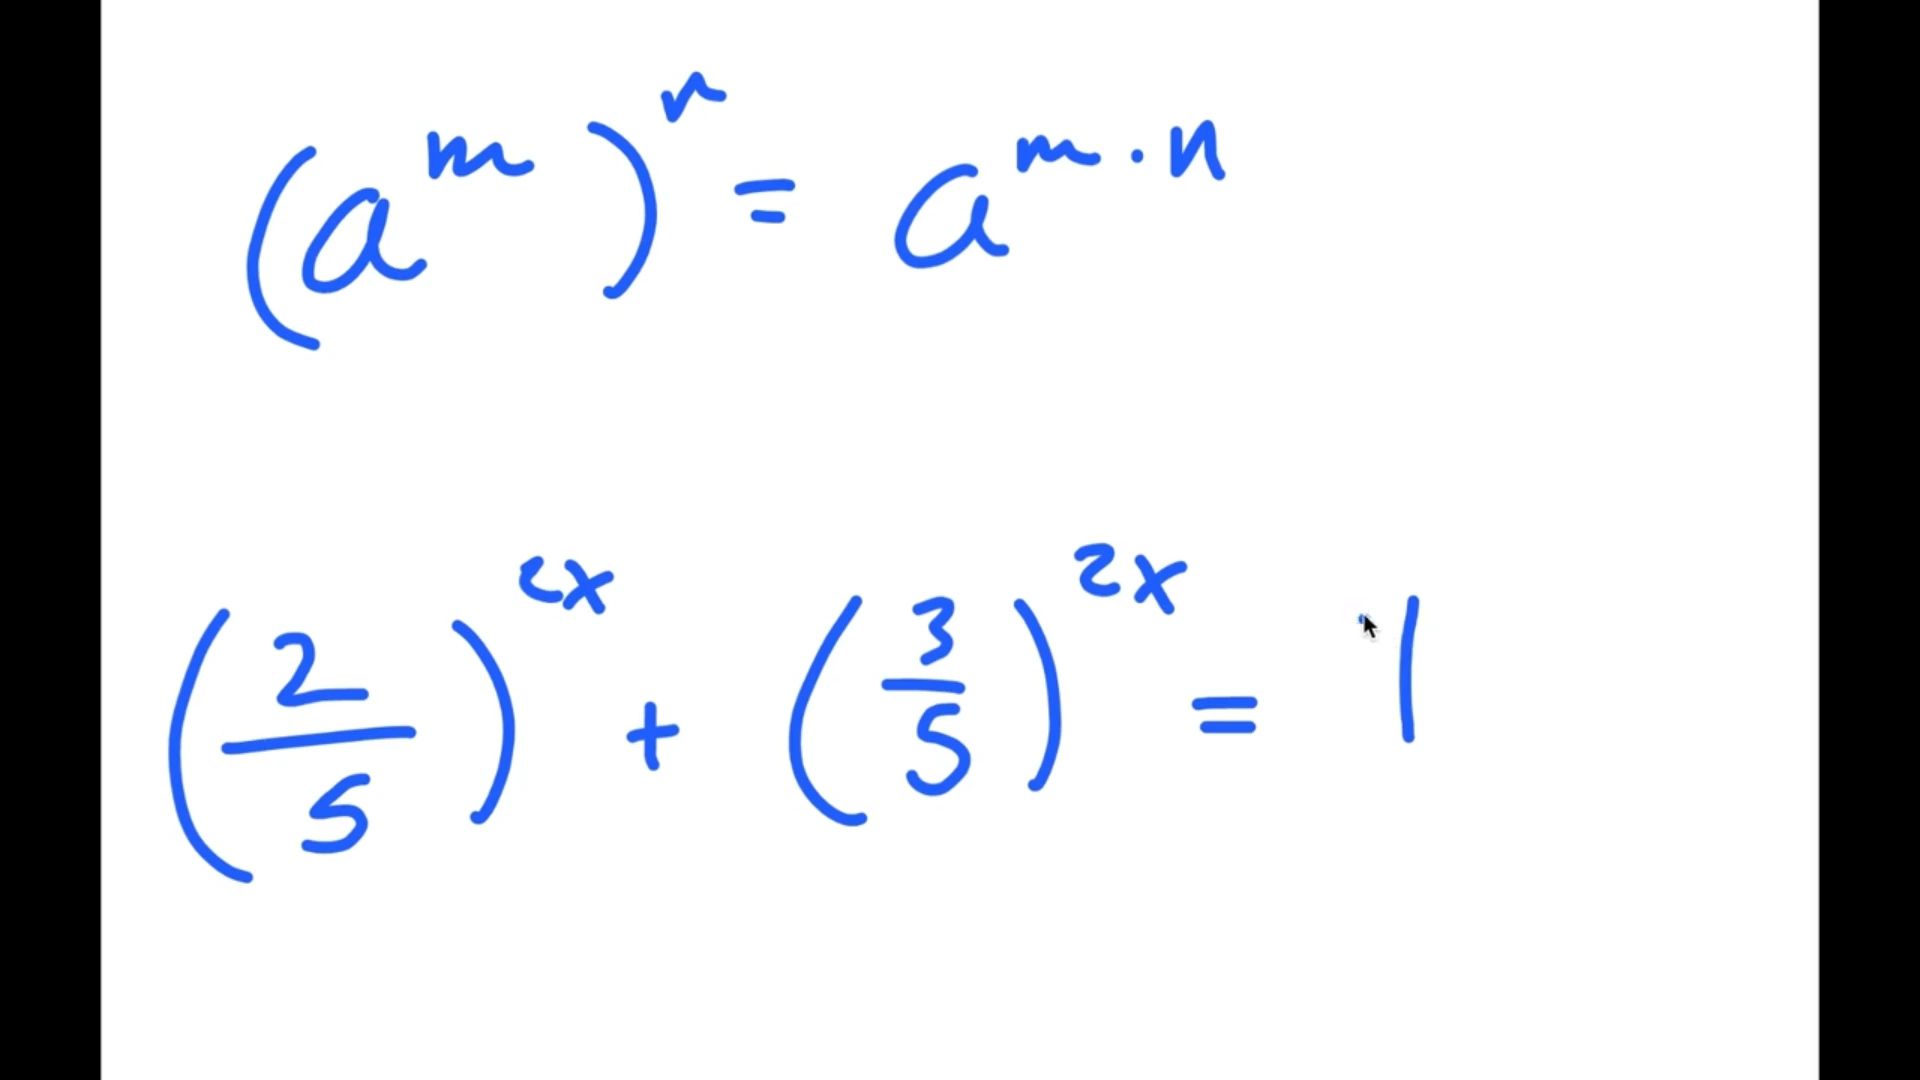 (a^m)^n = a^{m·n}
(2/5)^{2x} + (3/5)^{2x} = 1